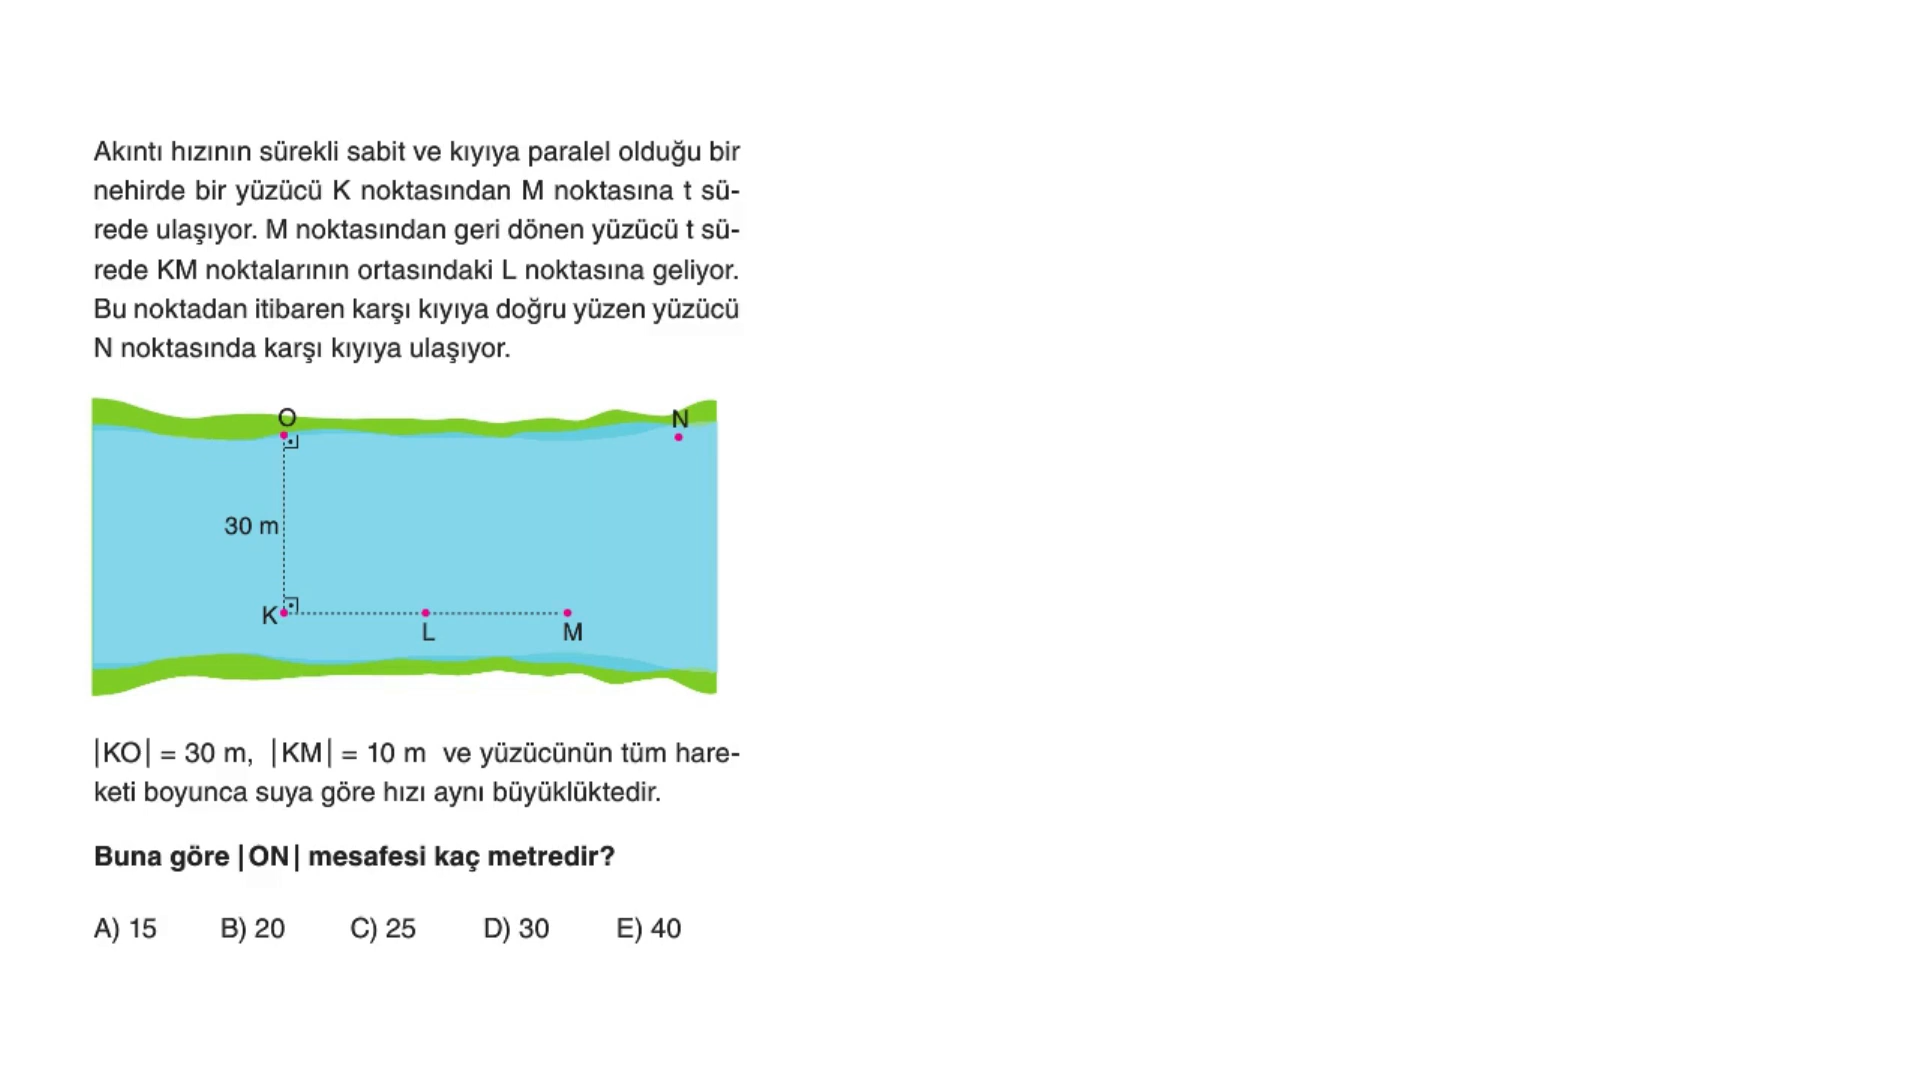 Akıntı hızının sürekli sabit ve kıyıya paralel olduğu bir
nehirde bir yüzücü K noktasından M noktasına t sü-
rede ulaşıyor. M noktasından geri dönen yüzücü t sü-
rede KM noktalarının ortasındaki L noktasına geliyor.
Bu noktadan itibaren karşı kıyıya doğru yüzen yüzücü
N noktasında karşı kıyıya ulaşıyor.
O
N
30 m
K
L
M
|KO| = 30 m, |KM| = 10 m ve yüzücünün tüm hare-
keti boyunca suya göre hızı aynı büyüklüktedir.
Buna göre |ON| mesafesi kaç metredir?
A) 15 B) 20 C) 25 D) 30 E) 40